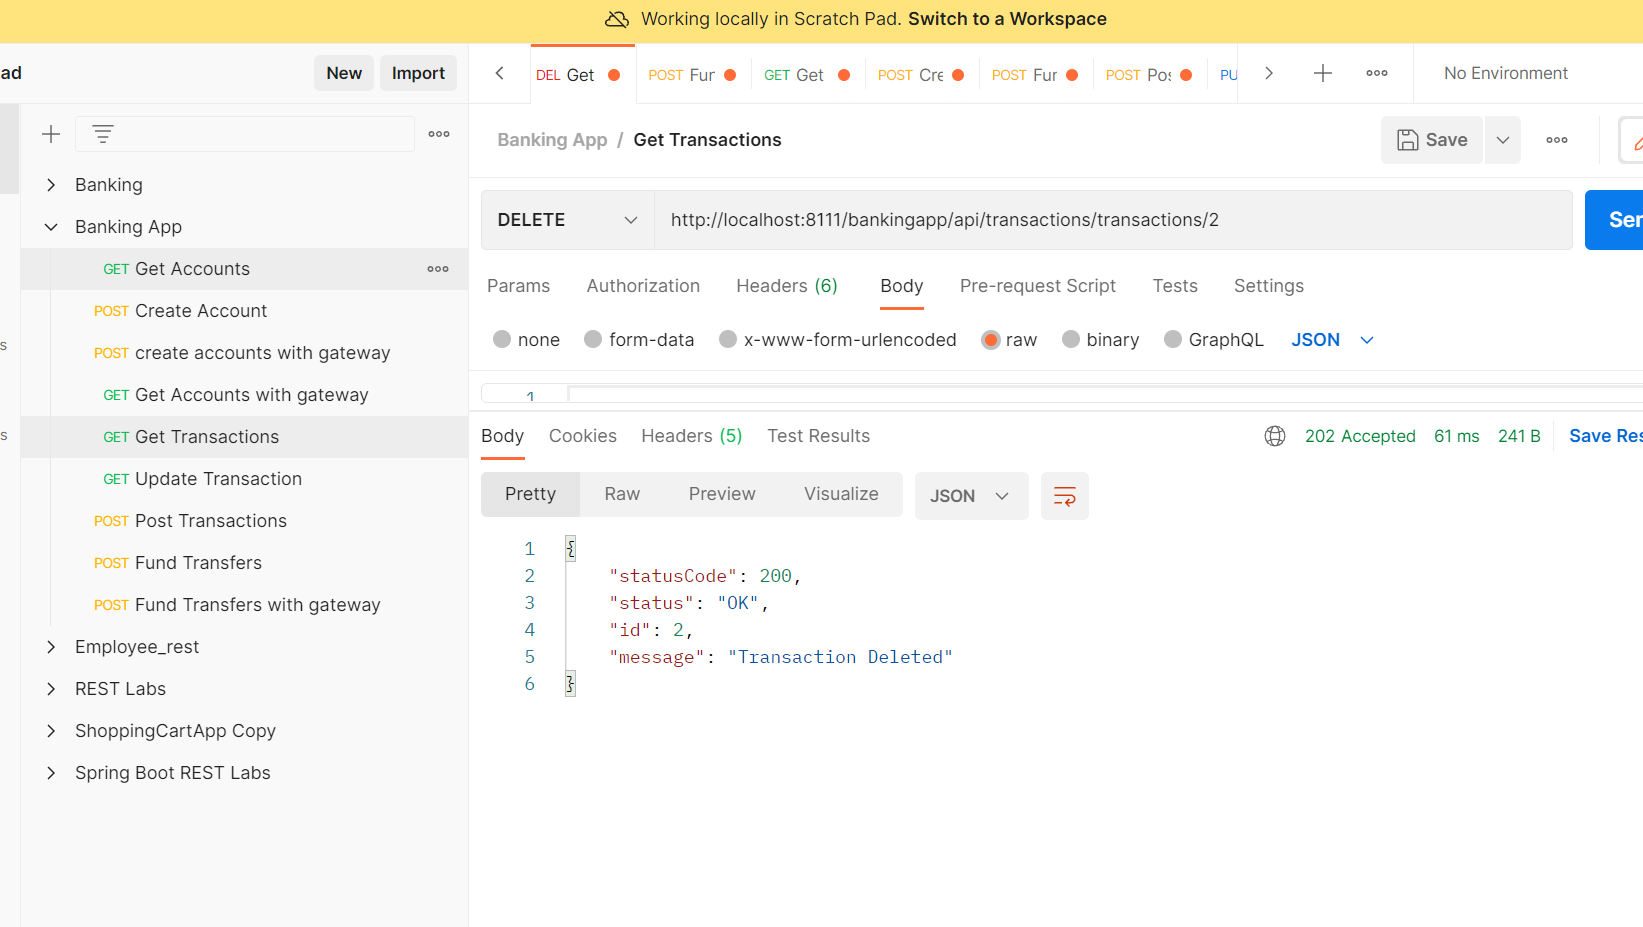 Working locally in Scratch Pad. Switch to a Workspace
ad
New
Import
DEL Get
POST Fur
GET Get
POST Cre
POST Fur
POST Pos
PU
No Environment
Banking App / Get Transactions
Save
DELETE
http://localhost:8111/bankingapp/api/transactions/transactions/2
Sen
Params Authorization Headers (6) Body Pre-request Script Tests Settings
none form-data x-www-form-urlencoded raw binary GraphQL JSON
1
Banking
Banking App
GET Get Accounts
POST Create Account
POST create accounts with gateway
GET Get Accounts with gateway
GET Get Transactions
GET Update Transaction
POST Post Transactions
POST Fund Transfers
POST Fund Transfers with gateway
Employee_rest
REST Labs
ShoppingCartApp Copy
Spring Boot REST Labs
s
s
Body Cookies Headers (5) Test Results
202 Accepted 61 ms 241 B Save Res
Pretty Raw Preview Visualize JSON
1 {
2 "statusCode": 200,
3 "status": "OK",
4 "id": 2,
5 "message": "Transaction Deleted"
6 }